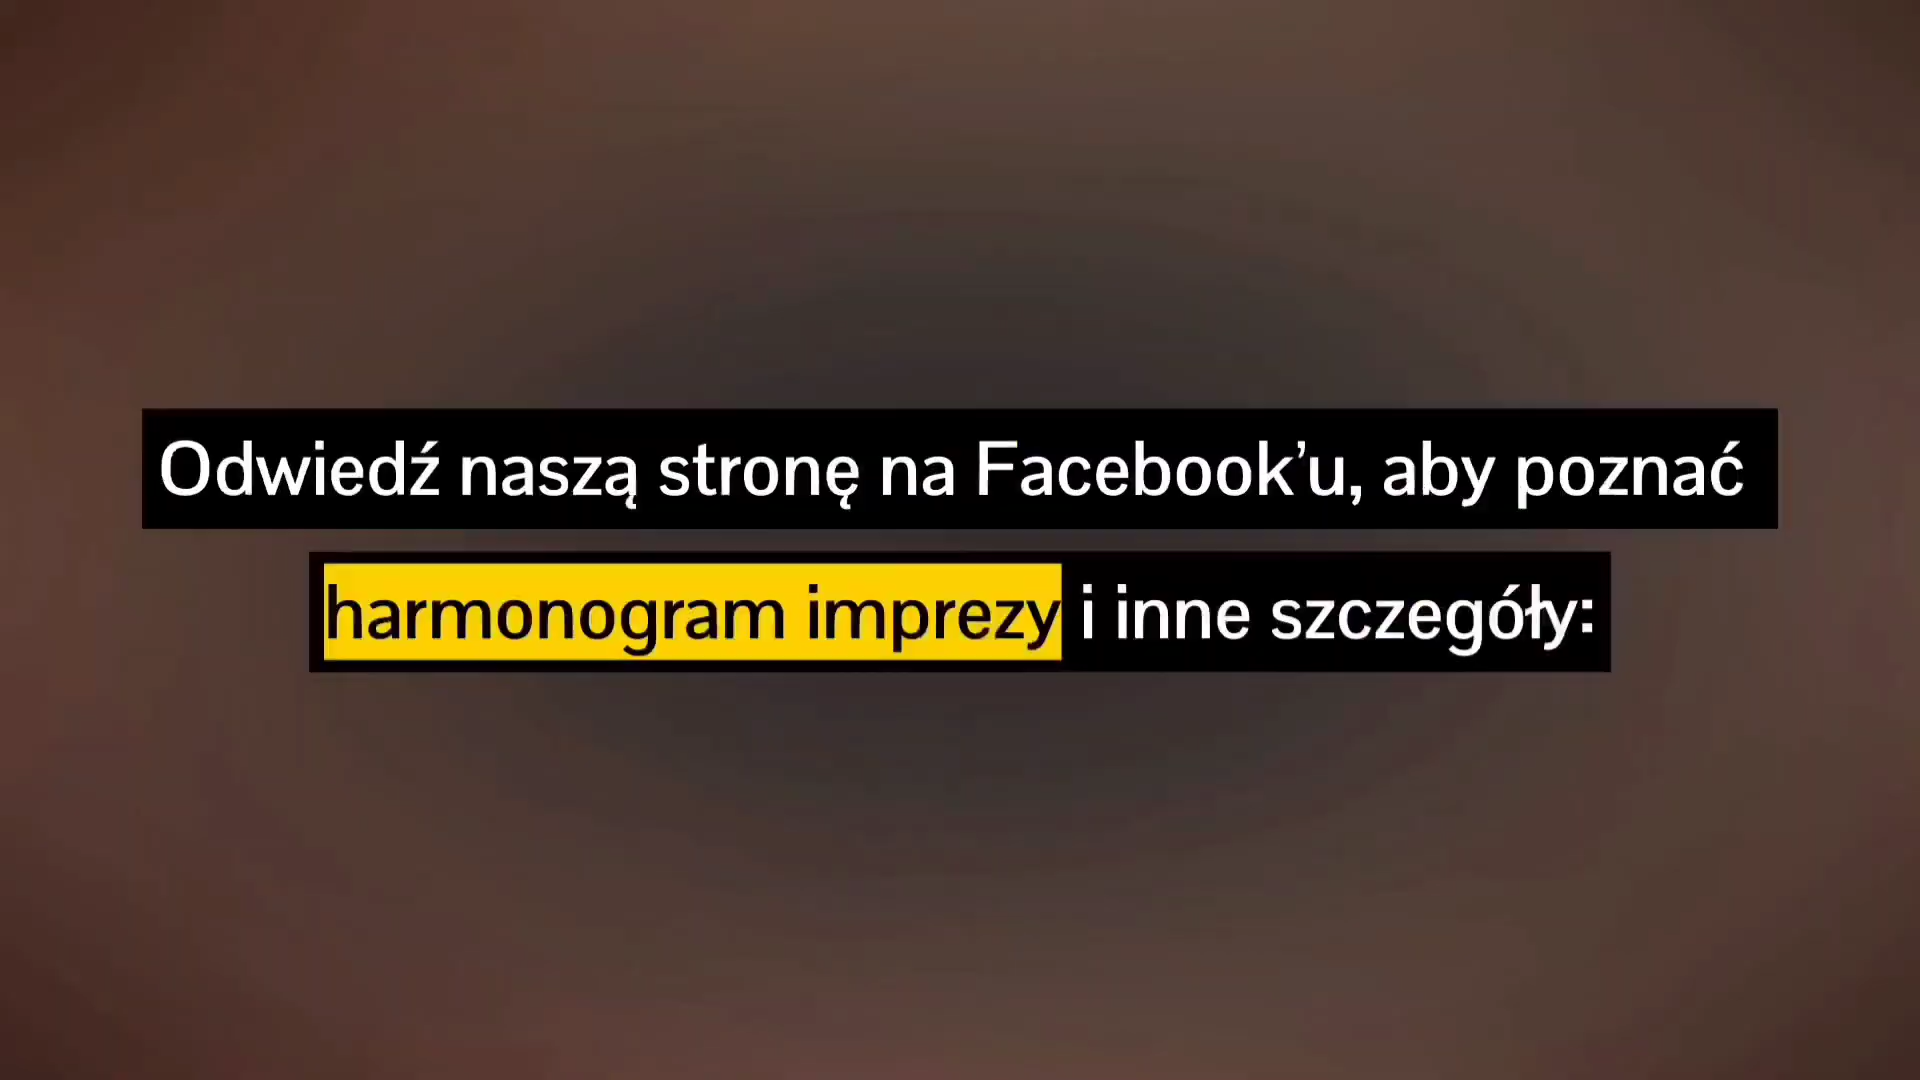 Odwiedź naszą stronę na Facebook’u, aby poznać
harmonogram imprezy i inne szczegóły: